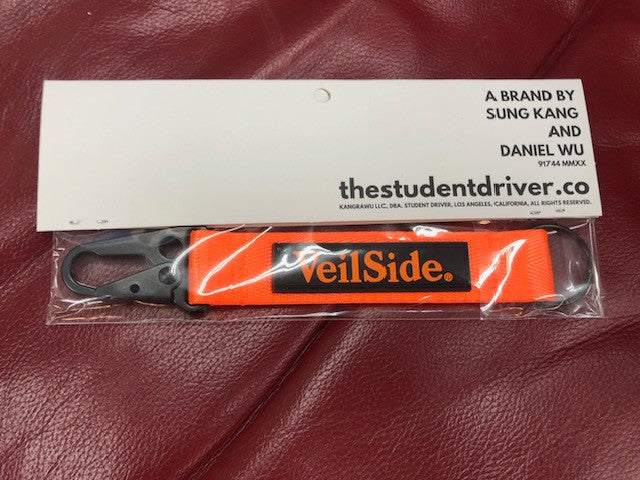 A BRAND BY
SUNG KANG
AND
DANIEL WU
91744 MMXX
thestudentdriver.co
KANGRAWU LLC, DBA. STUDENT DRIVER, LOS ANGELES, (CALIFORNIA, ALL RIGHTS RESERVED.
VeilSide.